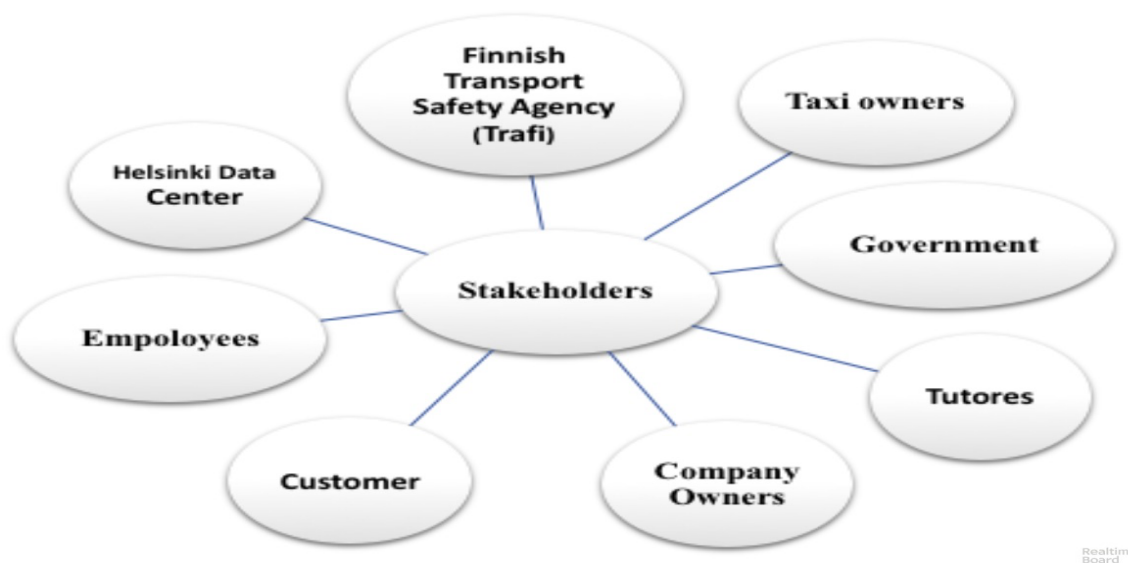 Finnish
Transport
Safety Agency
(Trafi)
Taxi owners
Helsinki Data
Center
Government
Stakeholders
Empoloyees
Tutores
Customer
Company
Owners
Realtim
Board